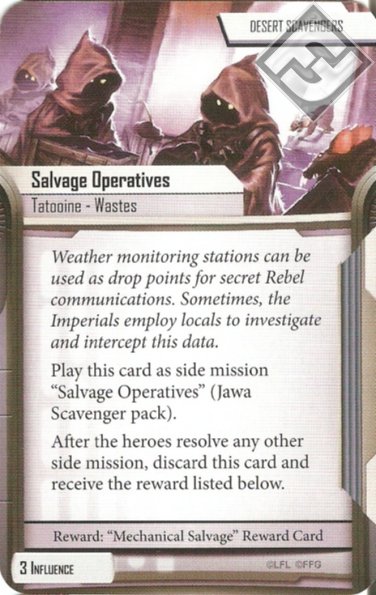 DESERT SCAVENGERS
Salvage Operatives
Tatooine - Wastes
Weather monitoring stations can be
used as drop points for secret Rebel
communications. Sometimes, the
Imperials employ locals to investigate
and intercept this data.
Play this card as side mission
“Salvage Operatives” (Jawa
Scavenger pack).
After the heroes resolve any other
side mission, discard this card and
receive the reward listed below.
Reward: “Mechanical Salvage” Reward Card
3 INFLUENCE
©LFL ©FFG